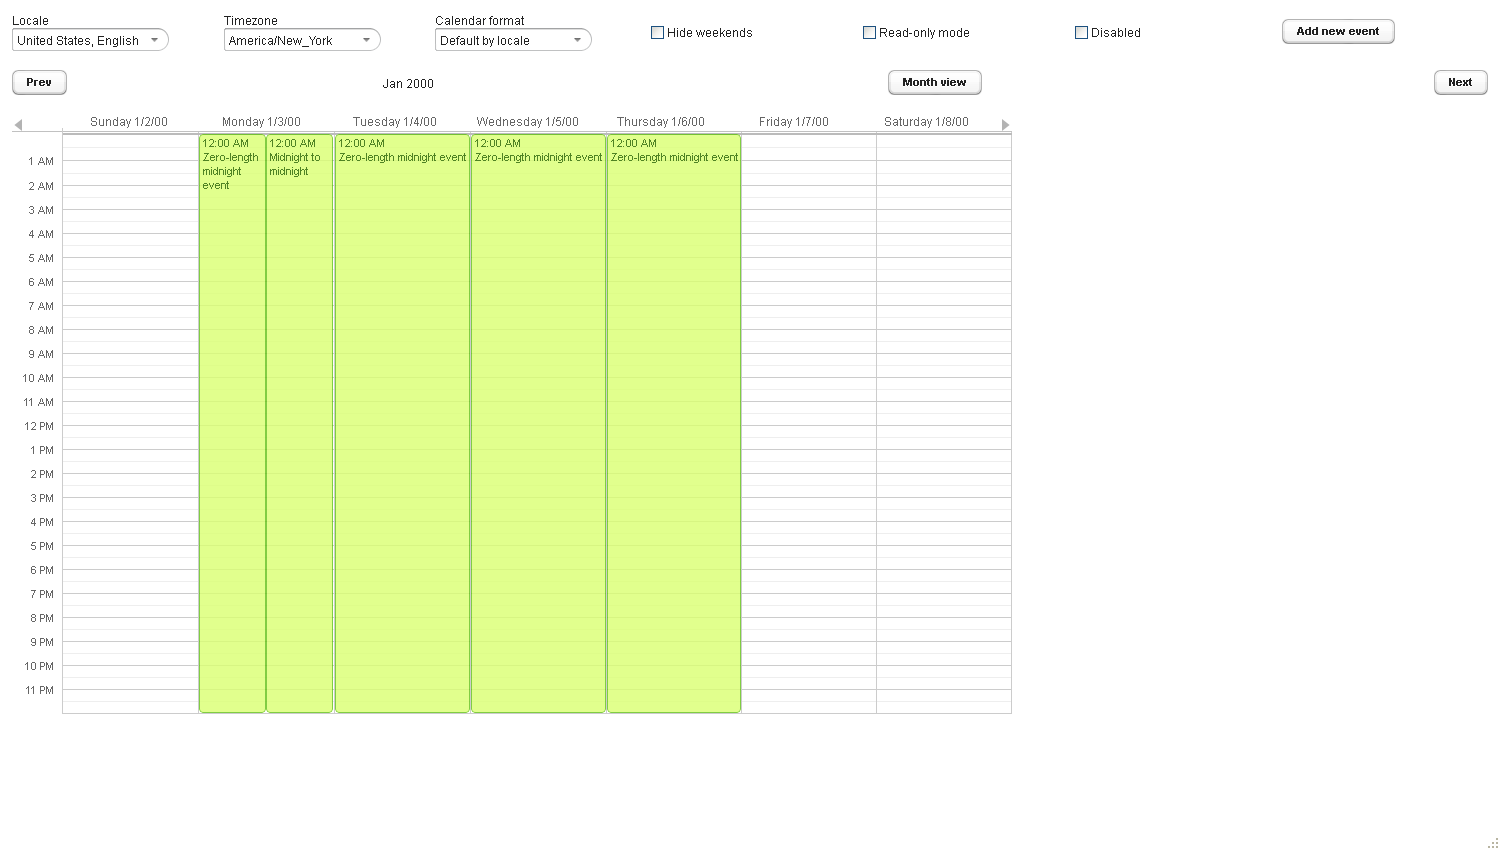 Locale
Timezone
Calendar format
United States, English
America/New_York
Default by locale
Hide weekends
Read-only mode
Disabled
Add new event
Prev
Jan 2000
Month view
Next
Sunday 1/2/00
Monday 1/3/00
Tuesday 1/4/00
Wednesday 1/5/00
Thursday 1/6/00
Friday 1/7/00
Saturday 1/8/00
12:00 AM
Zero-length
midnight
event
12:00 AM
Midnight to
midnight
12:00 AM
Zero-length midnight event
12:00 AM
Zero-length midnight event
12:00 AM
Zero-length midnight event
1 AM
2 AM
3 AM
4 AM
5 AM
6 AM
7 AM
8 AM
9 AM
10 AM
11 AM
12 PM
1 PM
2 PM
3 PM
4 PM
5 PM
6 PM
7 PM
8 PM
9 PM
10 PM
11 PM